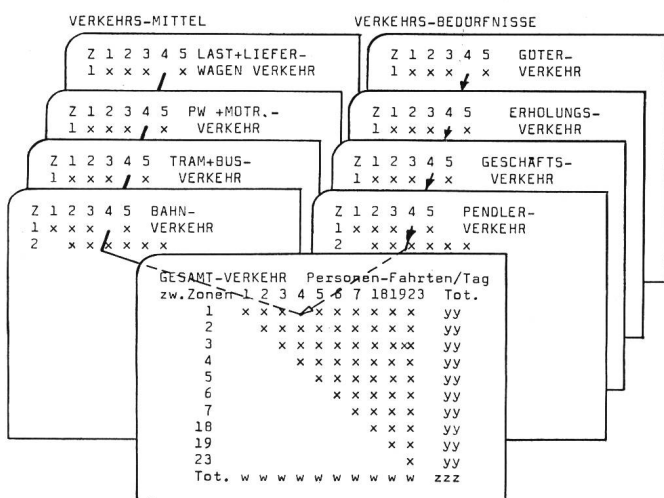 VERKEHRS-MITTEL
Z 1 2 3 4 5 LAST+LIEFER-
1 x x x x WAGEN VERKEHR
Z 1 2 3 4 5 PW +MOTR.-
1 x x x x VERKEHR
Z 1 2 3 4 5 TRAM+BUS-
1 x x x x VERKEHR
Z 1 2 3 4 5 BAHN-
1 x x x x VERKEHR
2 x x x x x x
VERKEHRS-BEDÜRFNISSE
Z 1 2 3 4 5 GÜTER-
1 x x x x VERKEHR
Z 1 2 3 4 5 ERHOLUNGS-
1 x x x x VERKEHR
Z 1 2 3 4 5 GESCHÄFTS-
1 x x x x VERKEHR
Z 1 2 3 4 5 PENDLER-
1 x x x x VERKEHR
2 x x x x x x
GESAMT-VERKEHR Personen-Fahrten/Tag
zw.Zonen 1 2 3 4 5 6 7 181923 Tot.
1 x x x x x x x x x yy
2 x x x x x x x x x yy
3 x x x x x x xx yy
4 x x x x x x x yy
5 x x x x x x yy
6 x x x x x yy
7 x x x x yy
18 x x x yy
19 x x yy
23 x yy
Tot. w w w w w w w w w w zzz